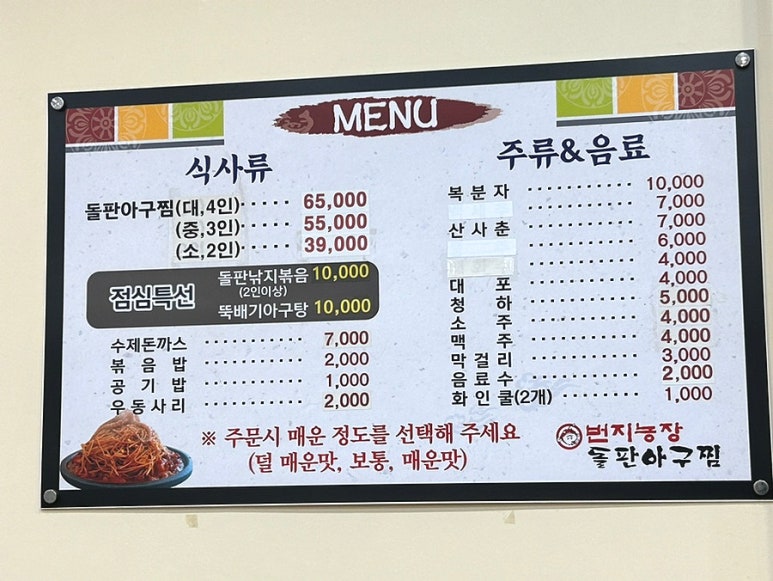 MENU
식사류
돌판아구찜(대,4인)····· 65,000
(중,3인)····· 55,000
(소,2인)····· 39,000
점심특선
돌판낚지볶음 10,000
(2인이상)
뚝배기아구탕 10,000
수제돈까스 ·············· 7,000
볶음밥 ·············· 2,000
공기밥 ·············· 1,000
우동사리 ·············· 2,000
주류&음료
복분자 ············ 10,000
············ 7,000
산사춘 ············ 7,000
············ 6,000
············ 4,000
대포 ············ 4,000
청하 ············ 5,000
소주 ············ 4,000
맥주 ············ 4,000
막걸리 ············ 3,000
음료수 ············ 2,000
화인쿨(2개) ·········· 1,000
※ 주문시 매운 정도를 선택해 주세요
(덜 매운맛, 보통, 매운맛)
번지농장
돌판아구찜